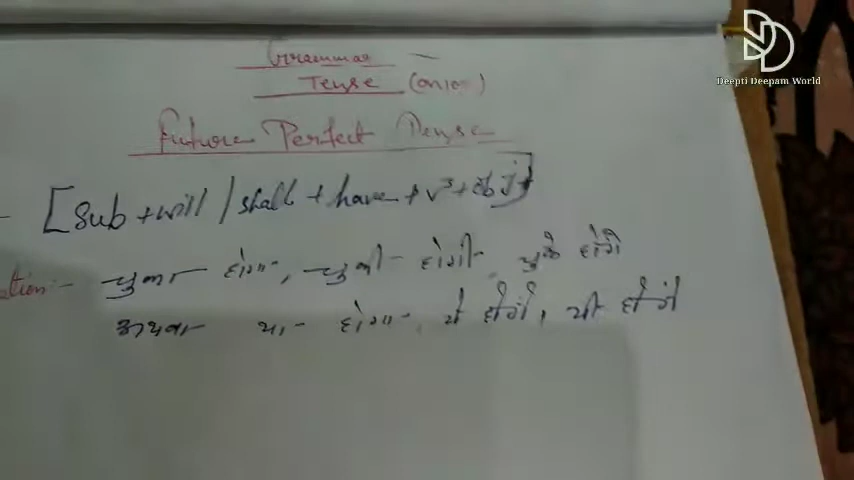 Deepti Deepam World
Grammar
Tense (काल)
Future Perfect Tense
[Sub + will / shall + have + v³ + obj]
चुका होगा, चुकी होगी, चुके होंगे
अथवा या होगा, ये होंगे, यी होंगी